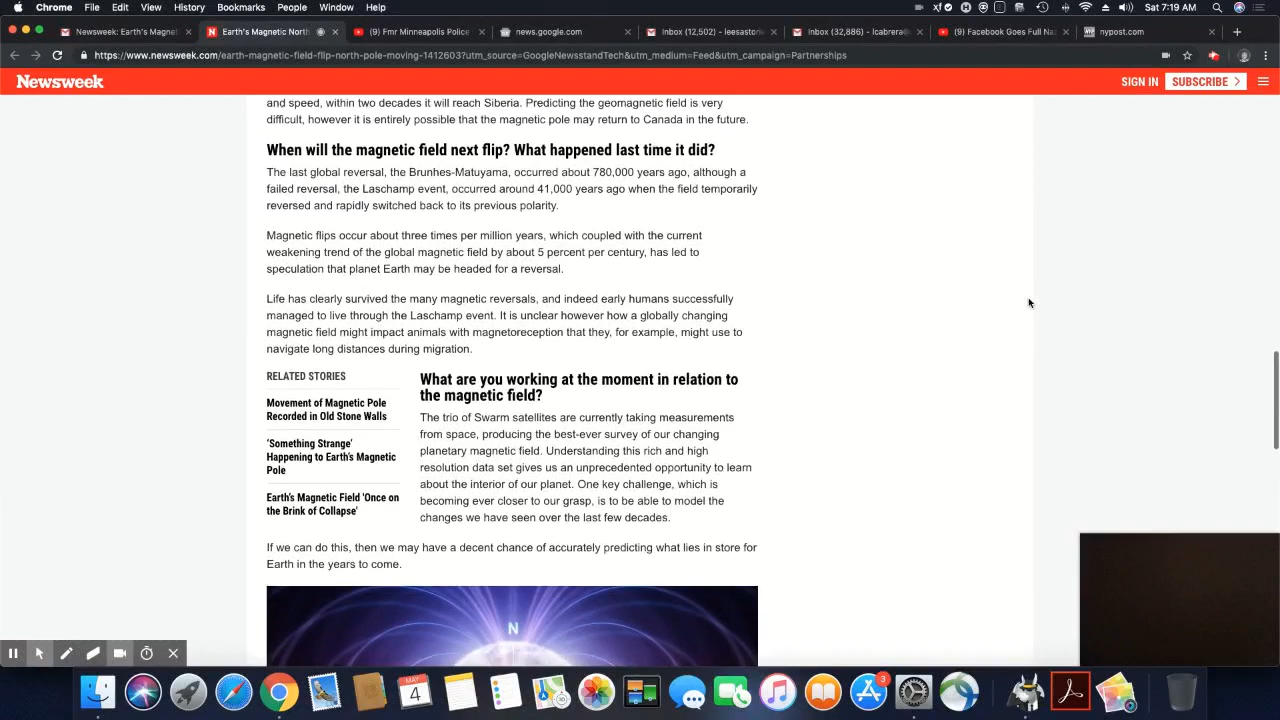 Chrome File Edit View History Bookmarks People Window Help Sat 7:19 AM
Newsweek: Earth's Magnet Earth's Magnetic North (9) Fmr Minneapolis Police news.google.com Inbox (12,502) - leesastorie Inbox (32,886) - lcabrera@ (9) Facebook Goes Full Na nypost.com
https://www.newsweek.com/earth-magnetic-field-flip-north-pole-moving-1412603?utm_source=GoogleNewsstandTech&utm_medium=Feed&utm_campaign=Partnerships
Newsweek SIGN IN SUBSCRIBE
and speed, within two decades it will reach Siberia. Predicting the geomagnetic field is very
difficult, however it is entirely possible that the magnetic pole may return to Canada in the future.
When will the magnetic field next flip? What happened last time it did?
The last global reversal, the Brunhes-Matuyama, occurred about 780,000 years ago, although a
failed reversal, the Laschamp event, occurred around 41,000 years ago when the field temporarily
reversed and rapidly switched back to its previous polarity.
Magnetic flips occur about three times per million years, which coupled with the current
weakening trend of the global magnetic field by about 5 percent per century, has led to
speculation that planet Earth may be headed for a reversal.
Life has clearly survived the many magnetic reversals, and indeed early humans successfully
managed to live through the Laschamp event. It is unclear however how a globally changing
magnetic field might impact animals with magnetoreception that they, for example, might use to
navigate long distances during migration.
RELATED STORIES
Movement of Magnetic Pole
Recorded in Old Stone Walls
'Something Strange'
Happening to Earth's Magnetic
Pole
Earth's Magnetic Field 'Once on
the Brink of Collapse'
What are you working at the moment in relation to
the magnetic field?
The trio of Swarm satellites are currently taking measurements
from space, producing the best-ever survey of our changing
planetary magnetic field. Understanding this rich and high
resolution data set gives us an unprecedented opportunity to learn
about the interior of our planet. One key challenge, which is
becoming ever closer to our grasp, is to be able to model the
changes we have seen over the last few decades.
If we can do this, then we may have a decent chance of accurately predicting what lies in store for
Earth in the years to come.
N
MAY
4
3